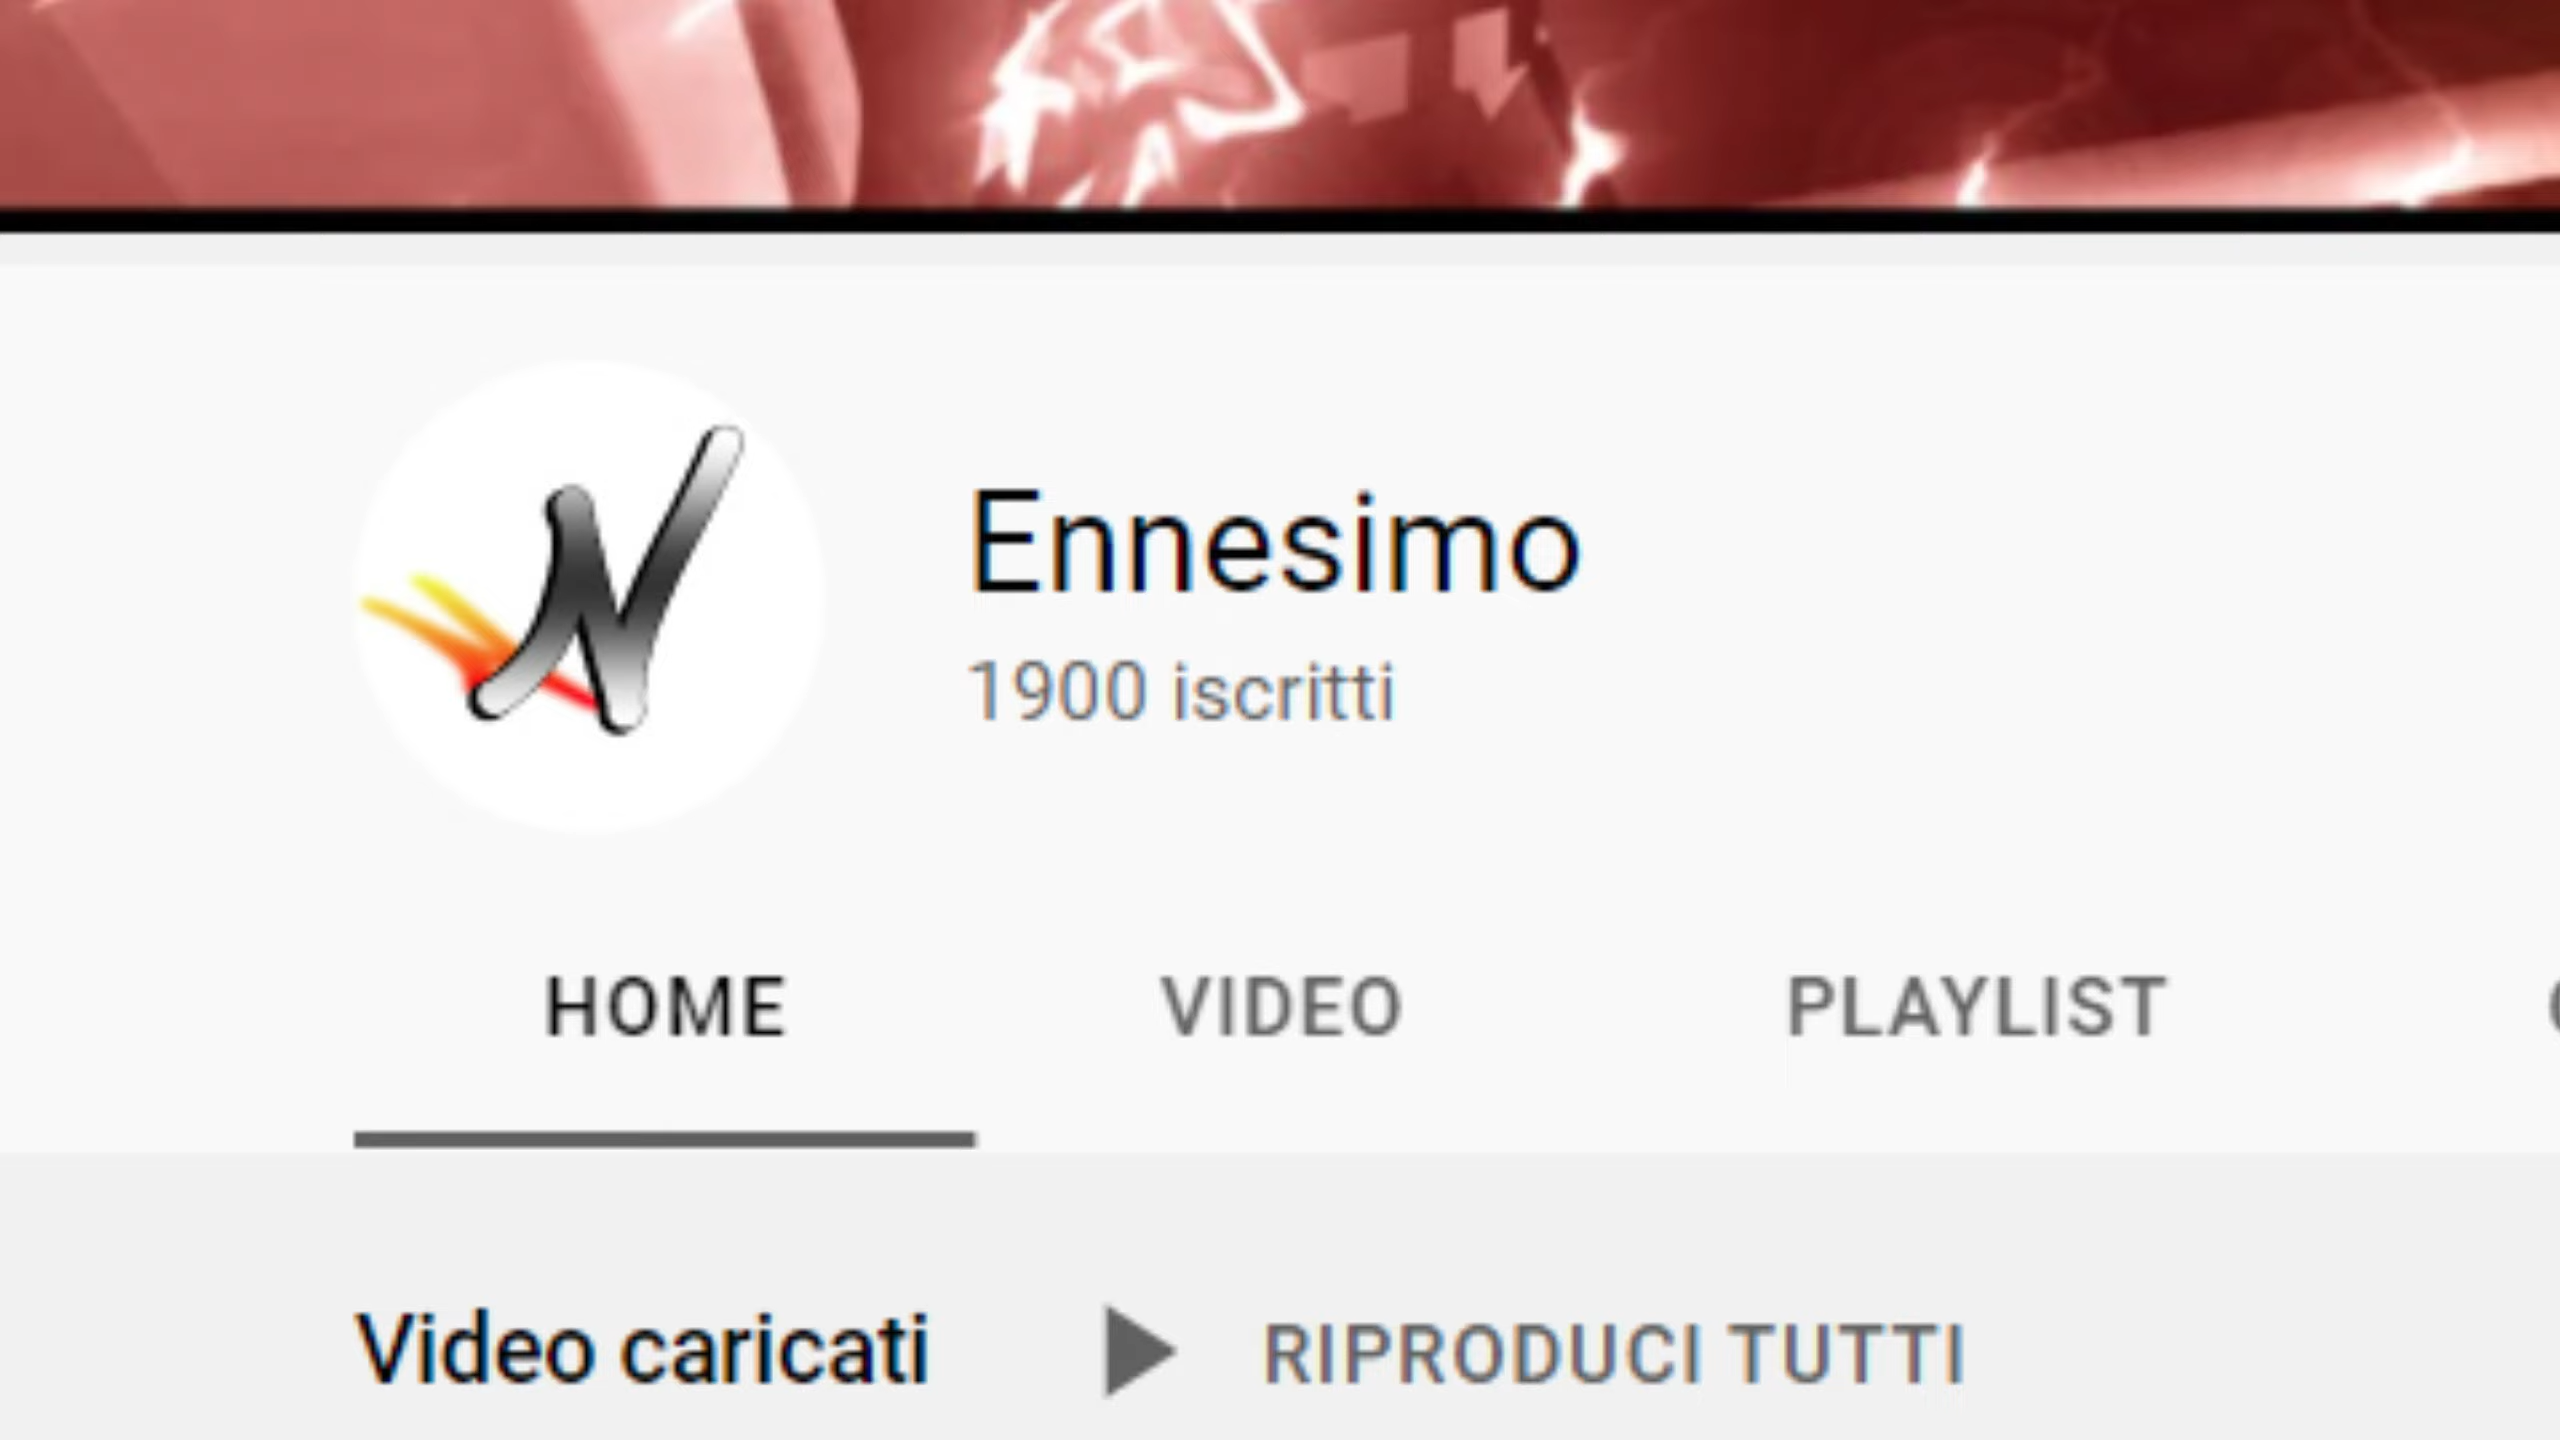 Ennesimo
1900 iscritti
HOME VIDEO PLAYLIST
Video caricati RIPRODUCI TUTTI